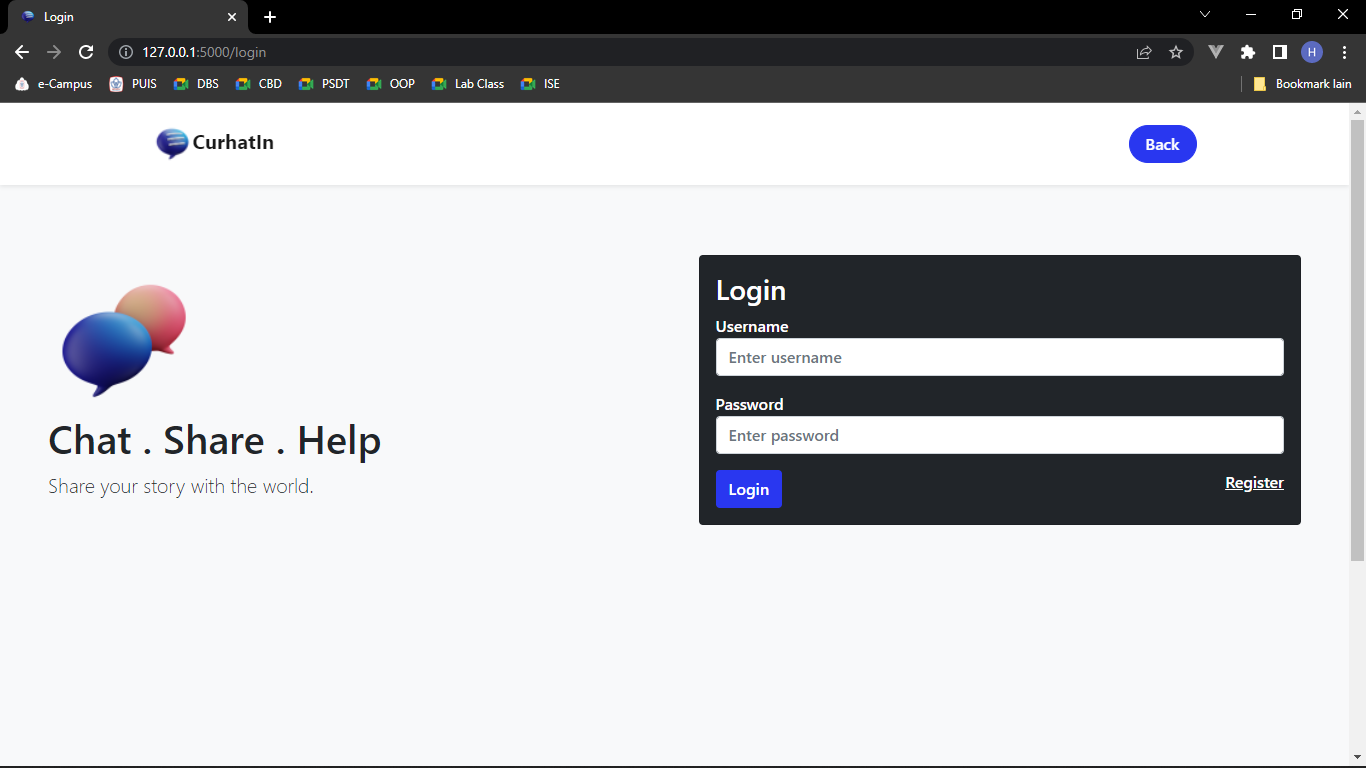 Login
127.0.0.1:5000/login
H
e-Campus PUIS DBS CBD PSDT OOP Lab Class ISE Bookmark lain
CurhatIn
Back
Chat . Share . Help
Share your story with the world.
Login
Username
Enter username
Password
Enter password
Login
Register